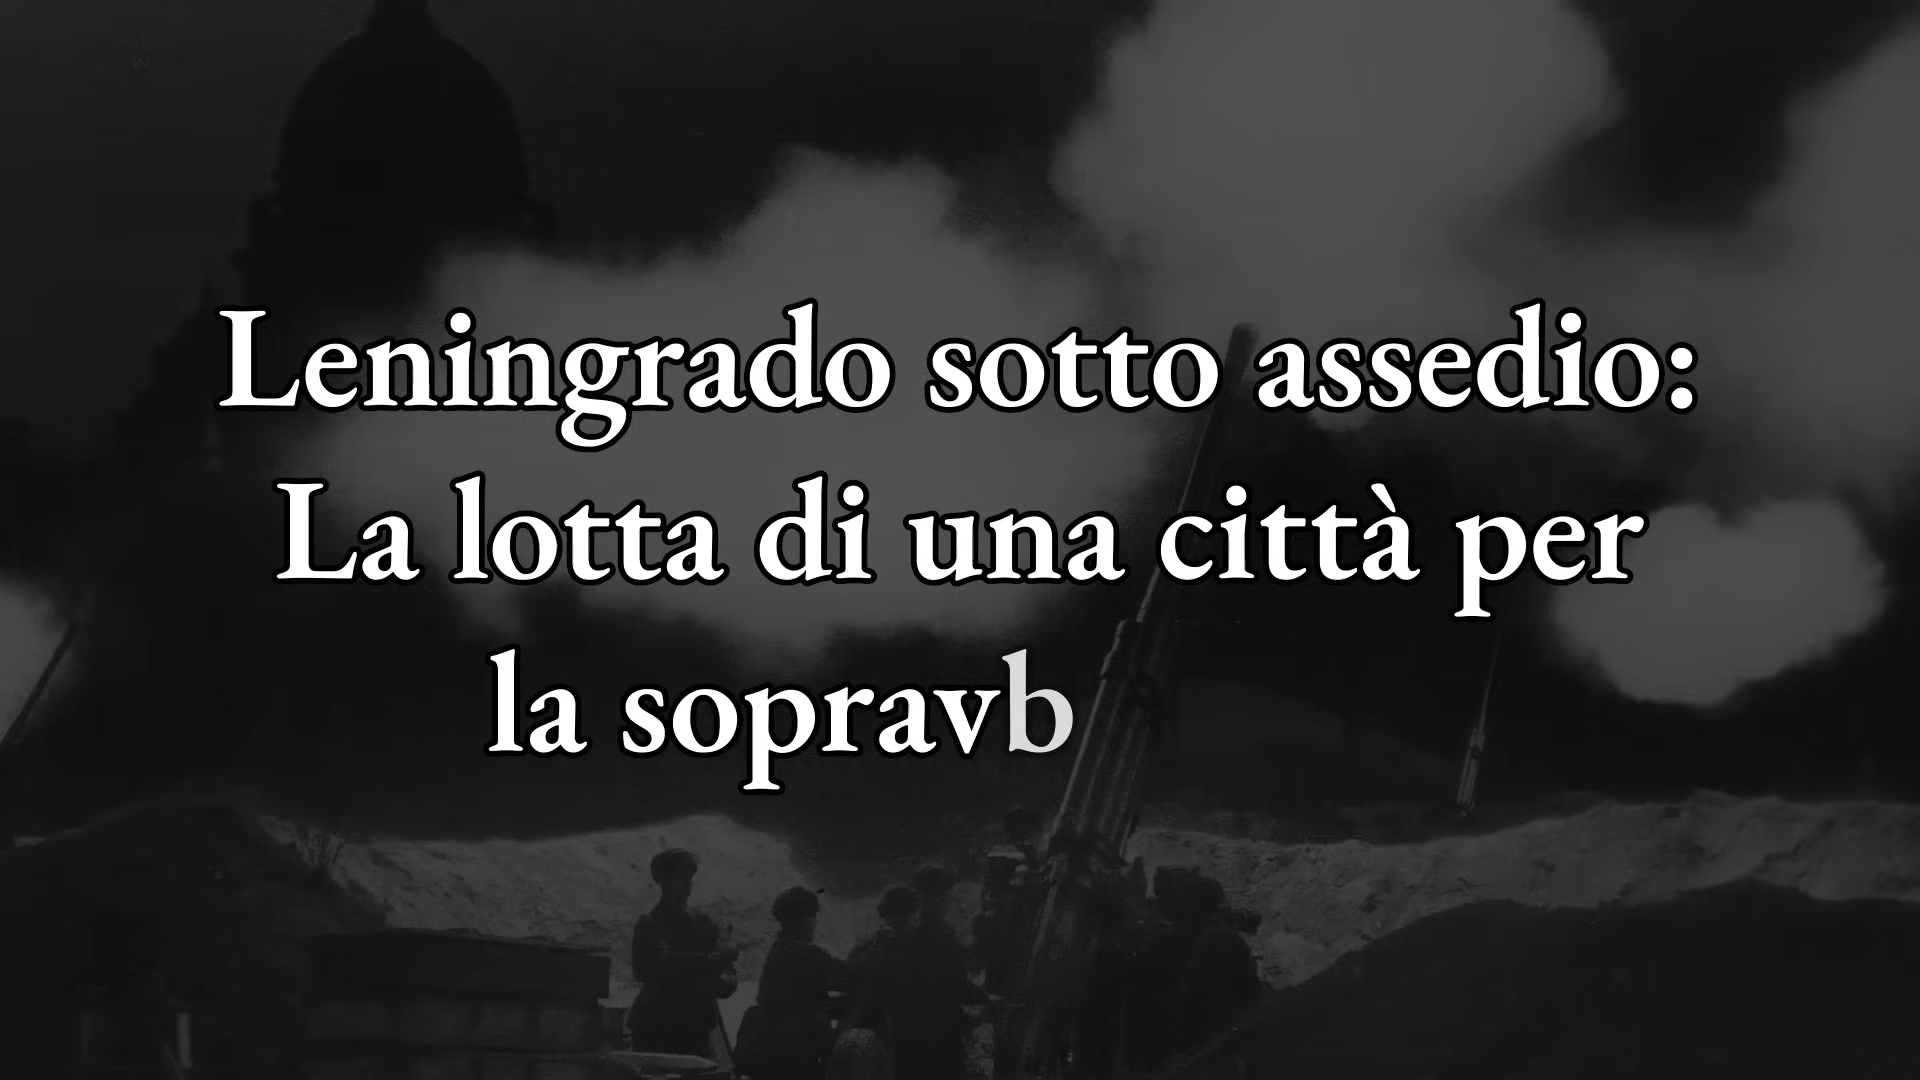 Leningrado sotto assedio:
La lotta di una città per
la sopravb